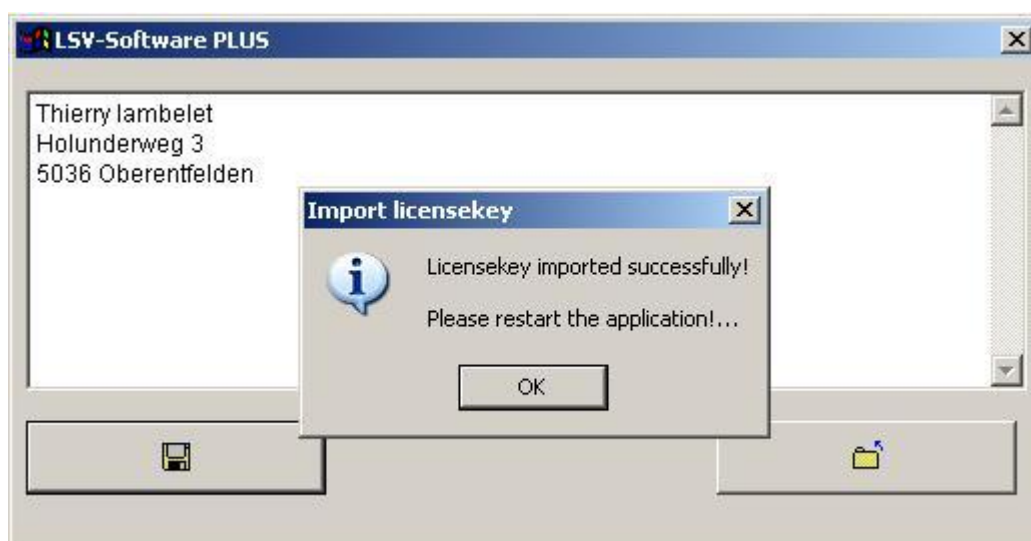 LSV-Software PLUS
Thierry lambelet
Holunderweg 3
5036 Oberentfelden
Import licensekey
Licensekey imported successfully!
Please restart the application!...
OK